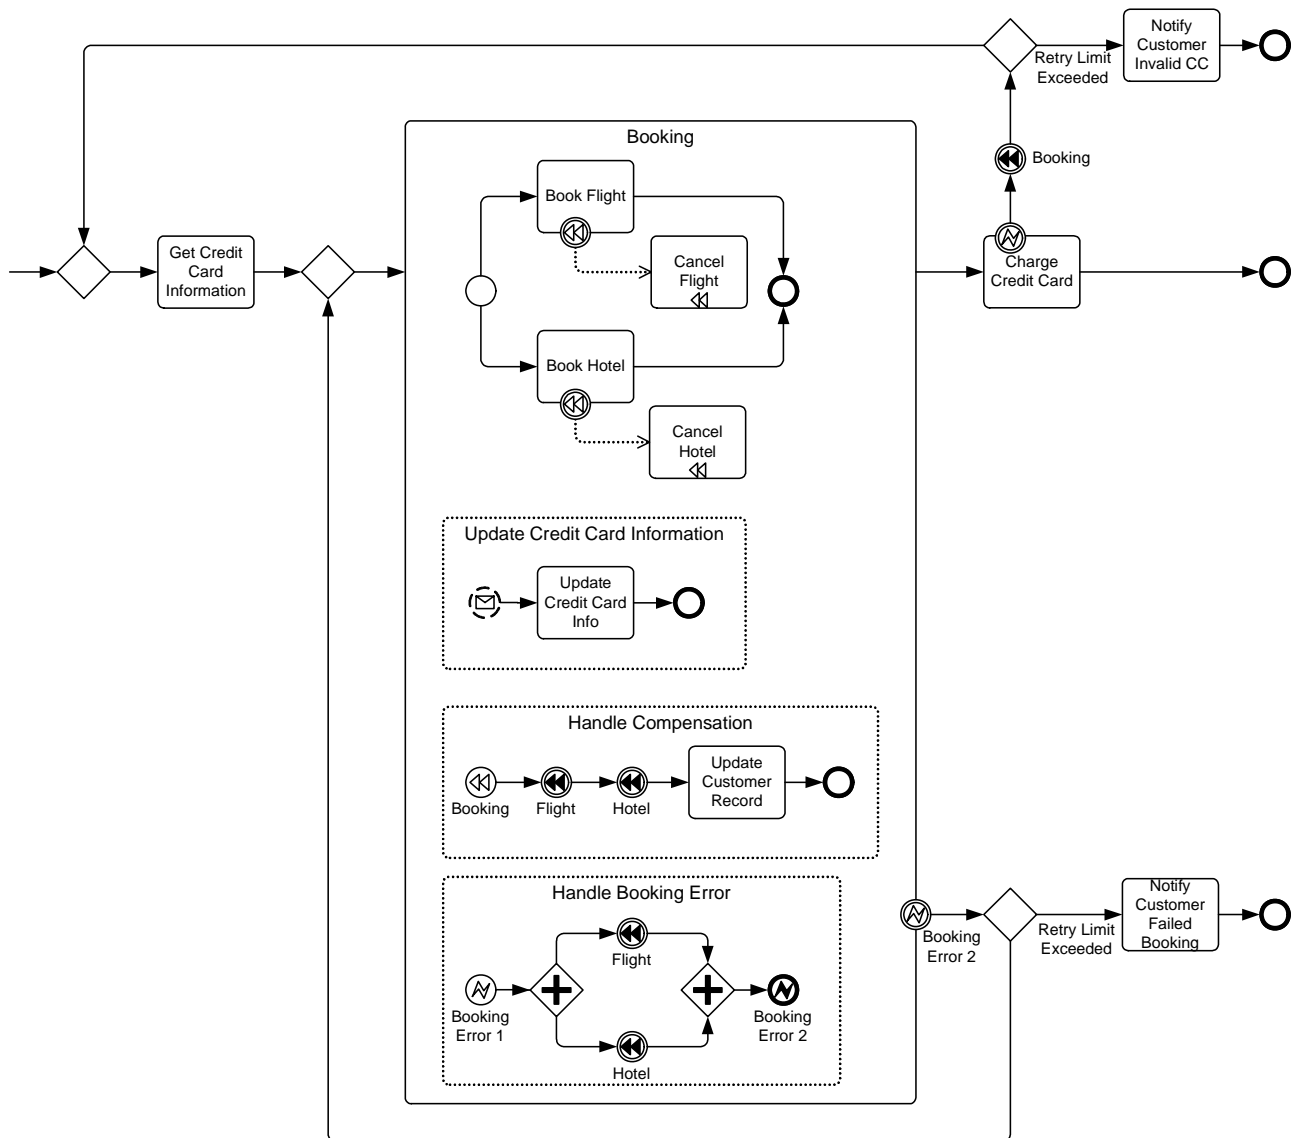 Notify
Customer
Invalid CC
Retry Limit
Exceeded
Booking
Booking
Book Flight
Get Credit
Card
Information
Cancel
Flight
Charge
Credit Card
Book Hotel
Cancel
Hotel
Update Credit Card Information
Update
Credit Card
Info
Handle Compensation
Update
Customer
Record
Booking
Flight
Hotel
Handle Booking Error
Notify
Customer
Failed
Booking
Retry Limit
Exceeded
Booking
Error 2
Flight
Booking
Error 1
Booking
Error 2
Hotel